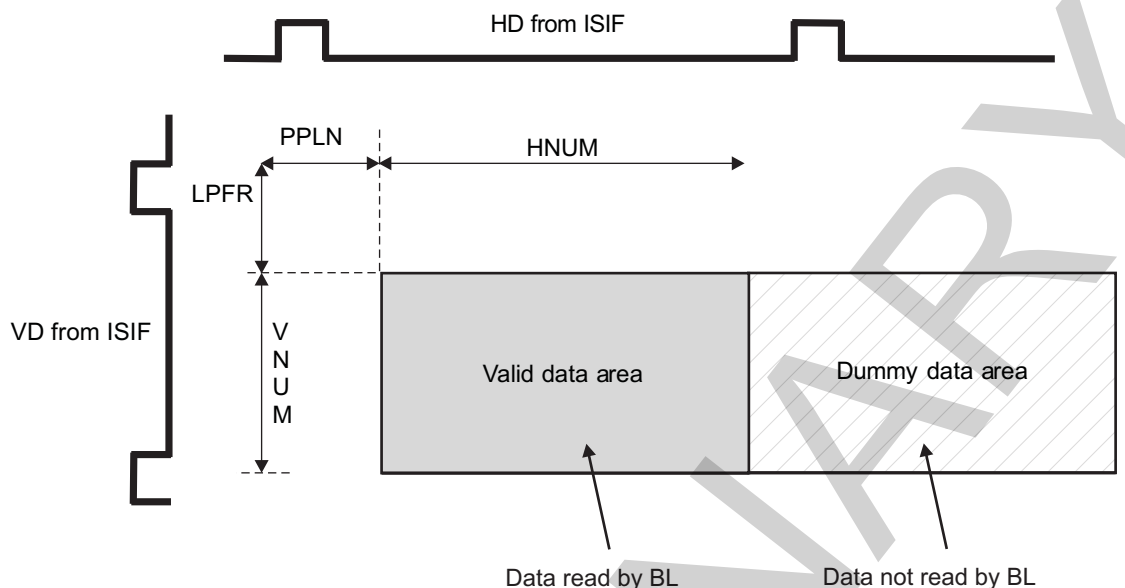 HD from ISIF
PPLN
HNUM
LPFR
VD from ISIF
V
N
U
M
Valid data area
Dummy data area
Data read by BL
Data not read by BL
NARY